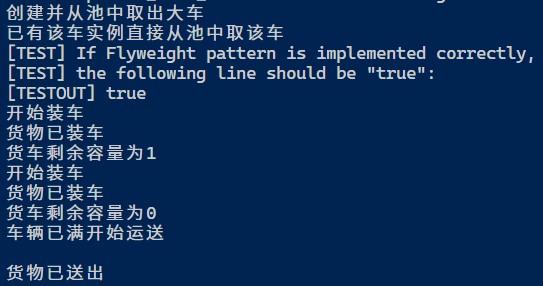 创建并从池中取出大车
已有该车实例直接从池中取该车
[TEST] If Flyweight pattern is implemented correctly,
[TEST] the following line should be "true":
[TESTOUT] true
开始装车
货物已装车
货车剩余容量为1
开始装车
货物已装车
货车剩余容量为0
车辆已满开始运送
货物已送出